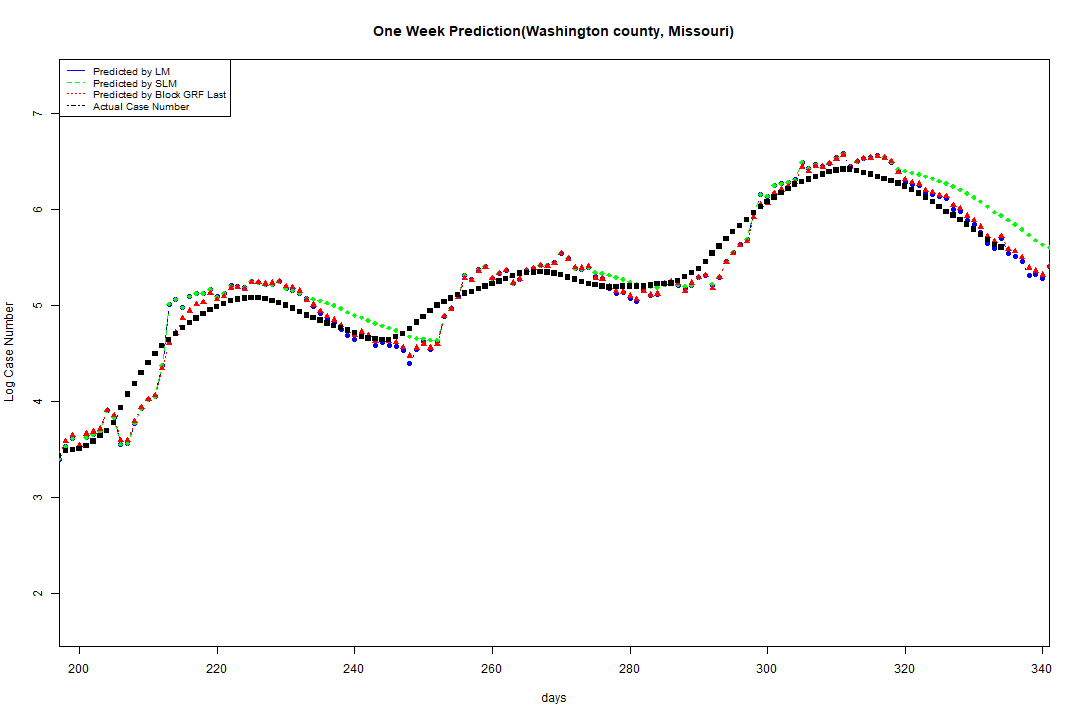 One Week Prediction(Washington county, Missouri)
Predicted by LM
Predicted by SLM
Predicted by Block GRF Last
Actual Case Number
7
6
5
4
3
2
Log Case Number
200 220 240 260 280 300 320 340
days